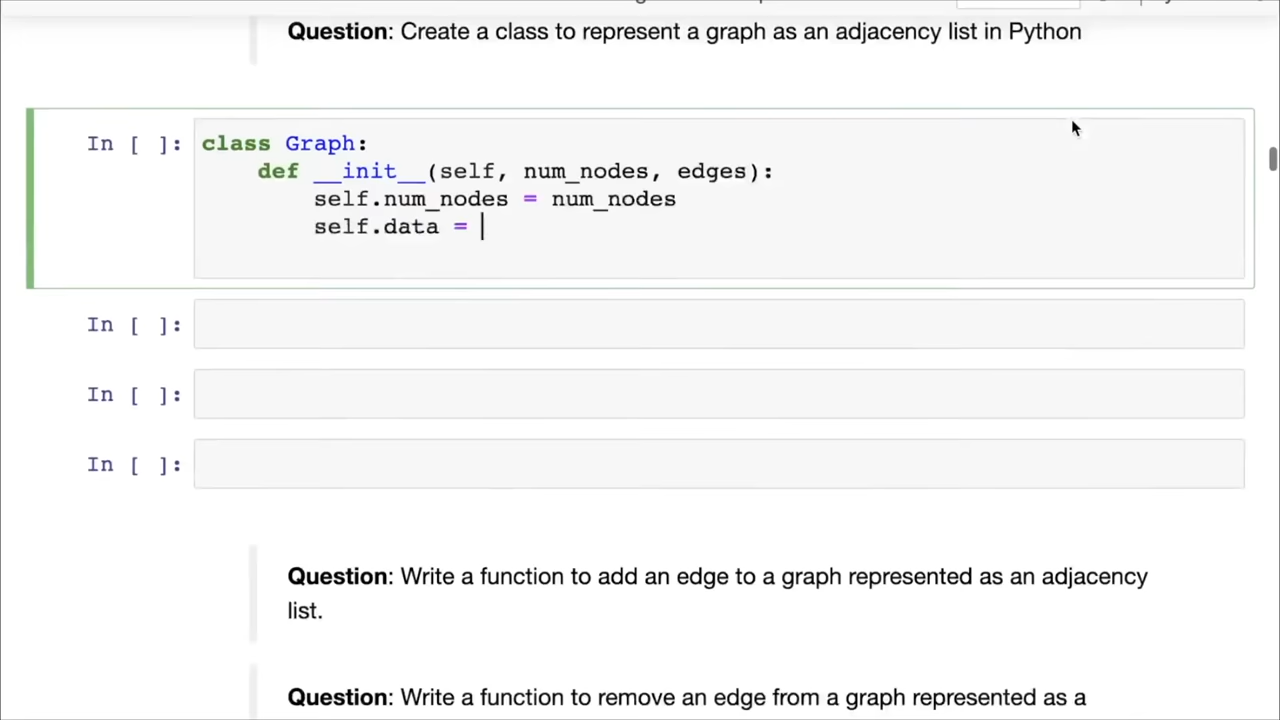 Question: Create a class to represent a graph as an adjacency list in Python
In [ ]:
class Graph:
    def __init__(self, num_nodes, edges):
        self.num_nodes = num_nodes
        self.data =
In [ ]:
In [ ]:
In [ ]:
Question: Write a function to add an edge to a graph represented as an adjacency
list.
Question: Write a function to remove an edge from a graph represented as a